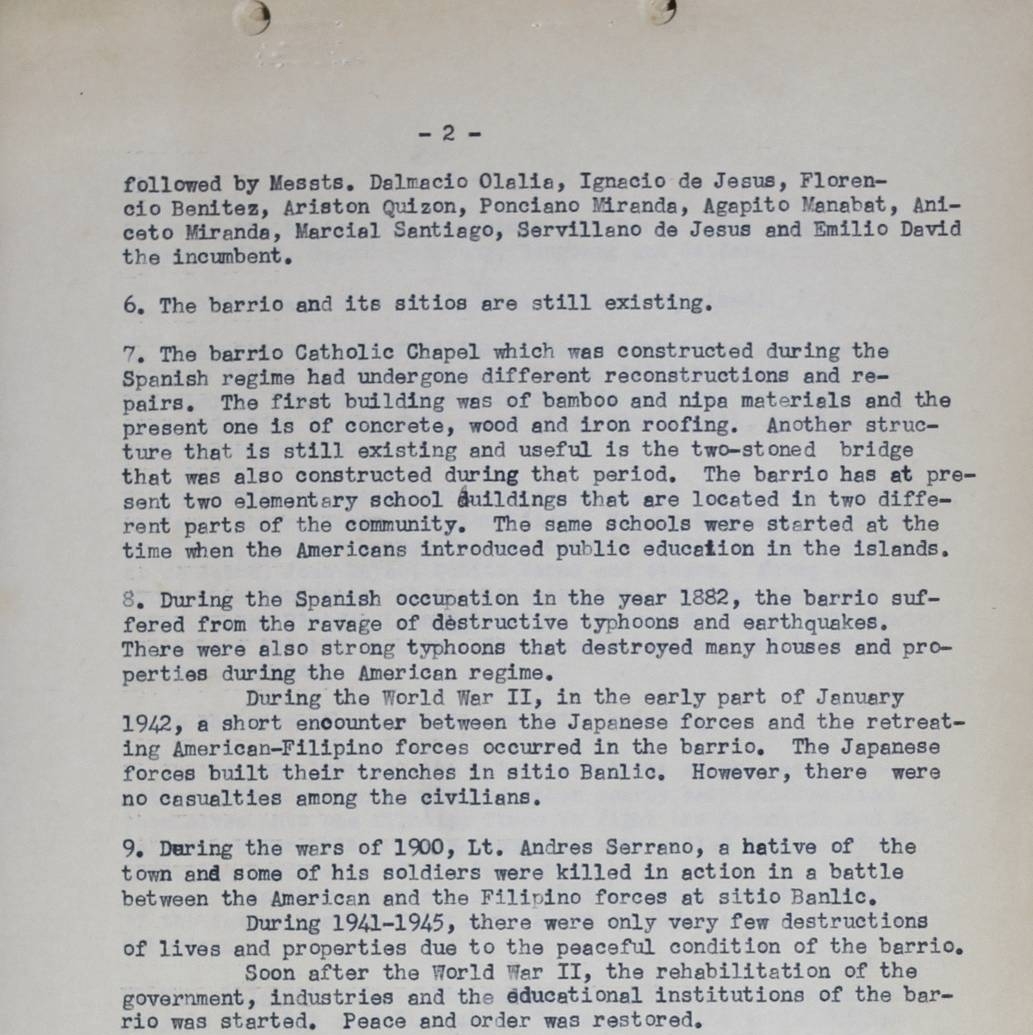 - 2 -
followed by Messts. Dalmacio Olalia, Ignacio de Jesus, Floren-
cio Benitez, Ariston Quizon, Ponciano Miranda, Agapito Manabat, Ani-
ceto Miranda, Marcial Santiago, Servillano de Jesus and Emilio David
the incumbent.
6. The barrio and its sitios are still existing.
7. The barrio Catholic Chapel which was constructed during the
Spanish regime had undergone different reconstructions and re-
pairs. The first building was of bamboo and nipa materials and the
present one is of concrete, wood and iron roofing. Another struc-
ture that is still existing and useful is the two-stoned bridge
that was also constructed during that period. The barrio has at pre-
sent two elementary school buildings that are located in two diffe-
rent parts of the community. The same schools were started at the
time when the Americans introduced public education in the islands.
8. During the Spanish occupation in the year 1882, the barrio suf-
fered from the ravage of destructive typhoons and earthquakes.
There were also strong typhoons that destroyed many houses and pro-
perties during the American regime.
During the World War II, in the early part of January
1942, a short encounter between the Japanese forces and the retreat-
ing American-Filipino forces occurred in the barrio. The Japanese
forces built their trenches in sitio Banlic. However, there were
no casualties among the civilians.
9. During the wars of 1900, Lt. Andres Serrano, a native of the
town and some of his soldiers were killed in action in a battle
between the American and the Filipino forces at sitio Banlic.
During 1941-1945, there were only very few destructions
of lives and properties due to the peaceful condition of the barrio.
Soon after the World War II, the rehabilitation of the
government, industries and the educational institutions of the bar-
rio was started. Peace and order was restored.